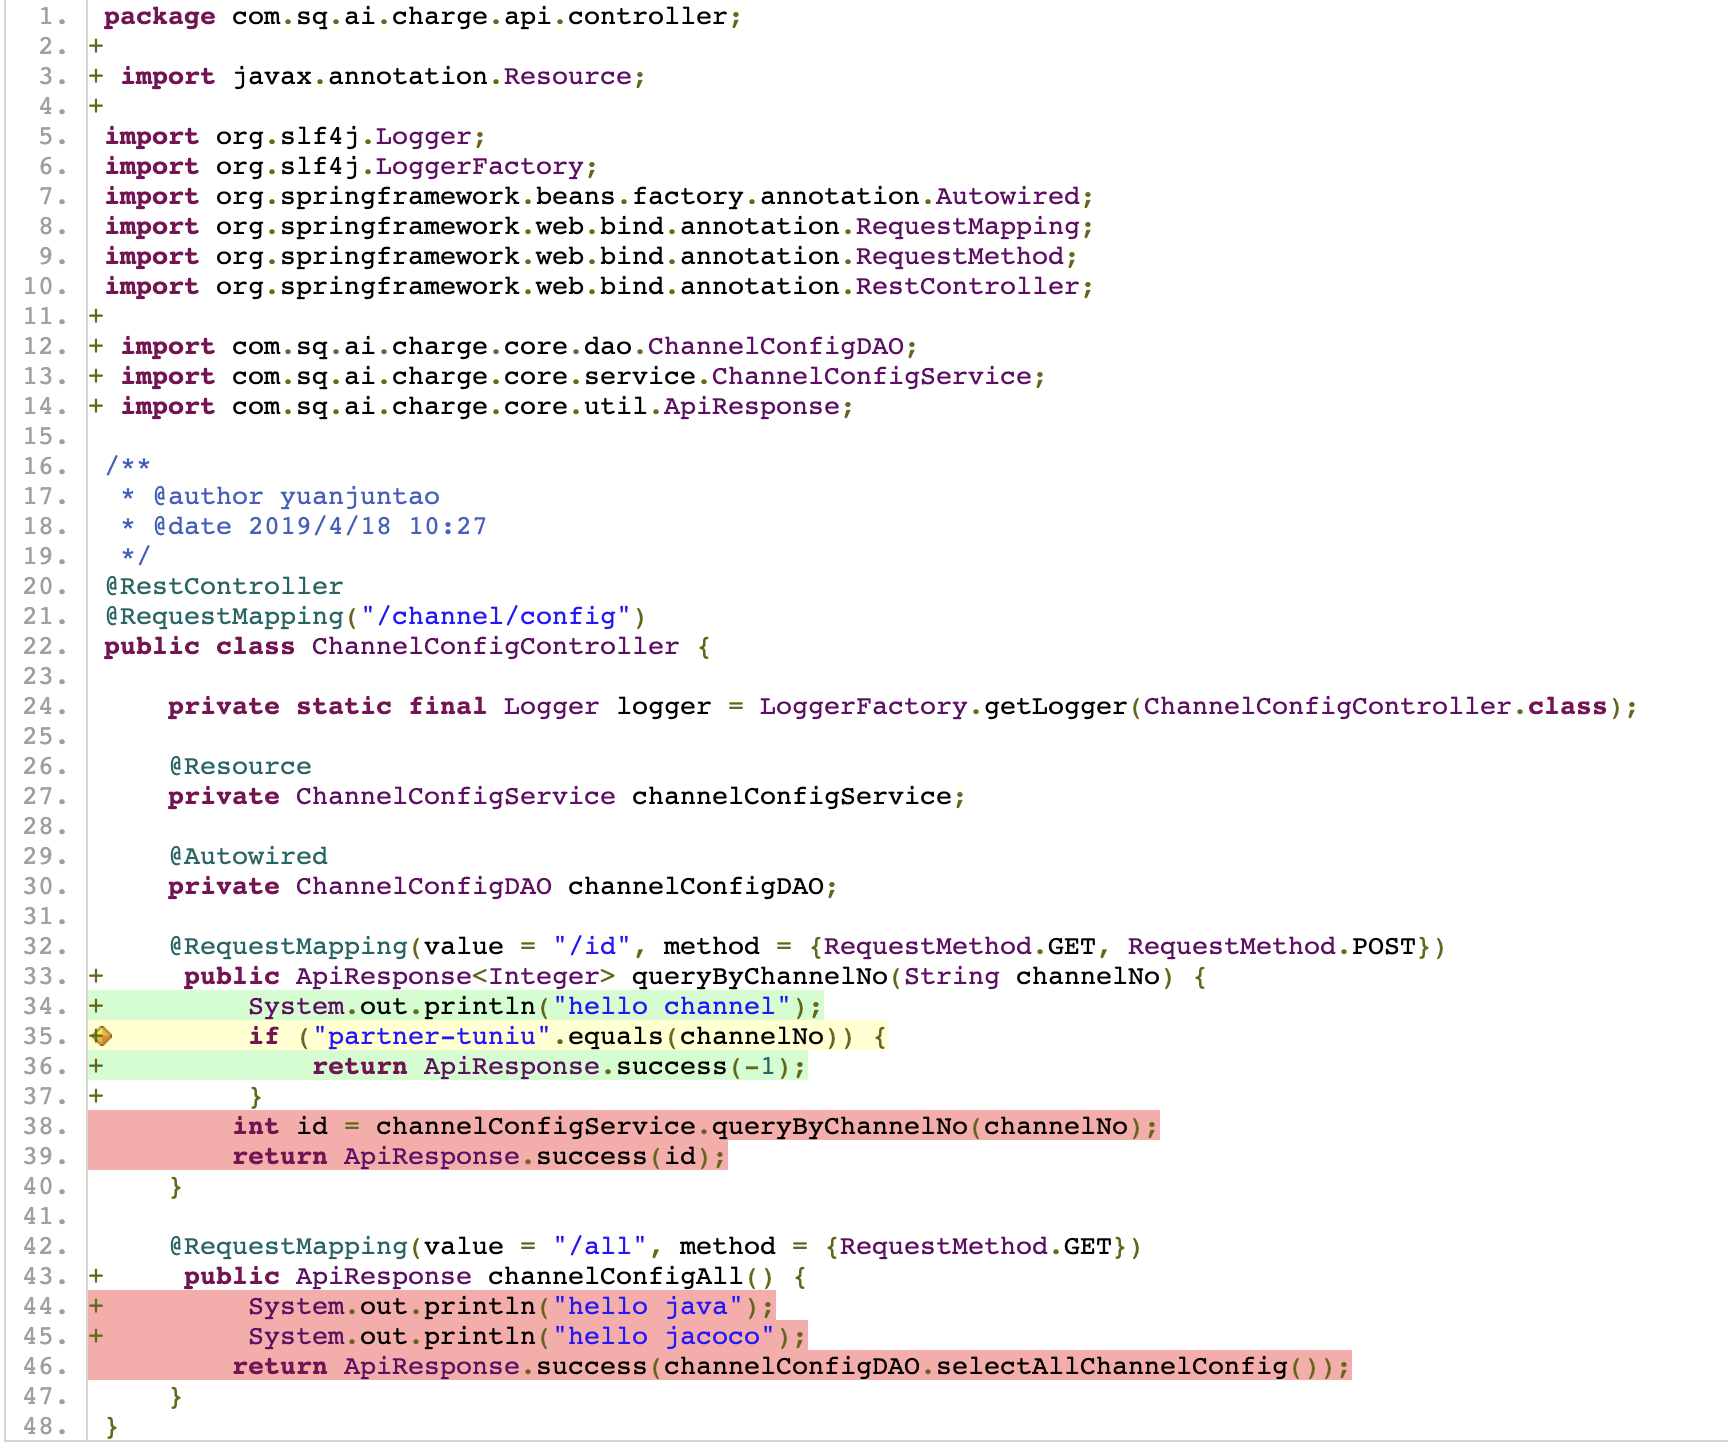 1. package com.sq.ai.charge.api.controller;
2. +
3. + import javax.annotation.Resource;
4. +
5. import org.slf4j.Logger;
6. import org.slf4j.LoggerFactory;
7. import org.springframework.beans.factory.annotation.Autowired;
8. import org.springframework.web.bind.annotation.RequestMapping;
9. import org.springframework.web.bind.annotation.RequestMethod;
10. import org.springframework.web.bind.annotation.RestController;
11. +
12. + import com.sq.ai.charge.core.dao.ChannelConfigDAO;
13. + import com.sq.ai.charge.core.service.ChannelConfigService;
14. + import com.sq.ai.charge.core.util.ApiResponse;
15.
16. /**
17. * @author yuanjuntao
18. * @date 2019/4/18 10:27
19. */
20. @RestController
21. @RequestMapping("/channel/config")
22. public class ChannelConfigController {
23.
24. private static final Logger logger = LoggerFactory.getLogger(ChannelConfigController.class);
25.
26. @Resource
27. private ChannelConfigService channelConfigService;
28.
29. @Autowired
30. private ChannelConfigDAO channelConfigDAO;
31.
32. @RequestMapping(value = "/id", method = {RequestMethod.GET, RequestMethod.POST})
33. + public ApiResponse<Integer> queryByChannelNo(String channelNo) {
34. + System.out.println("hello channel");
35. + if ("partner-tuniu".equals(channelNo)) {
36. + return ApiResponse.success(-1);
37. + }
38. int id = channelConfigService.queryByChannelNo(channelNo);
39. return ApiResponse.success(id);
40. }
41.
42. @RequestMapping(value = "/all", method = {RequestMethod.GET})
43. + public ApiResponse channelConfigAll() {
44. + System.out.println("hello java");
45. + System.out.println("hello jacoco");
46. return ApiResponse.success(channelConfigDAO.selectAllChannelConfig());
47. }
48. }